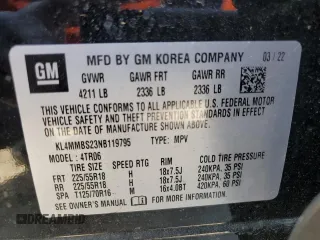 GM
MFD BY GM KOREA COMPANY 03/22
GVWR GAWR FRT GAWR RR
4211 LB 2336 LB 2336 LB
THIS VEHICLE CONFORMS TO ALL APPLICABLE U.S. FEDERAL MOTOR
VEHICLE SAFETY AND THEFT PREVENTION STANDARDS IN EFFECT ON
THE DATE OF MANUFACTURE SHOWN ABOVE.
KL4MMBS23NB119795 TYPE: MPV
MODEL: 4TR06
TIRE SIZE SPEED RTG RIM COLD TIRE PRESSURE
FRT 225/55R18 H 18x7.5J 240KPA, 35 PSI
RR 225/55R18 H 18x7.5J 240KPA, 35 PSI
SPA T125/70R16 M 16x4.0BT 420KPA, 60 PSI
SEE OWNER'S MANUAL FOR ADDITIONAL INFORMATION